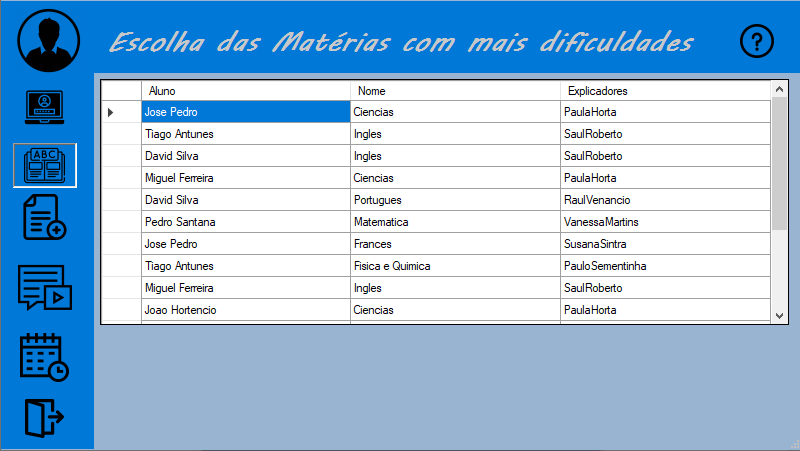 Escolha das Matérias com mais dificuldades ?
ABC
Aluno Nome Explicadores
Jose Pedro Ciencias PaulaHorta
Tiago Antunes Ingles SaulRoberto
David Silva Ingles SaulRoberto
Miguel Ferreira Ciencias PaulaHorta
David Silva Portugues RaulVenancio
Pedro Santana Matematica VanessaMartins
Jose Pedro Frances SusanaSintra
Tiago Antunes Fisica e Quimica PauloSementinha
Miguel Ferreira Ingles SaulRoberto
Joao Hortencio Ciencias PaulaHorta